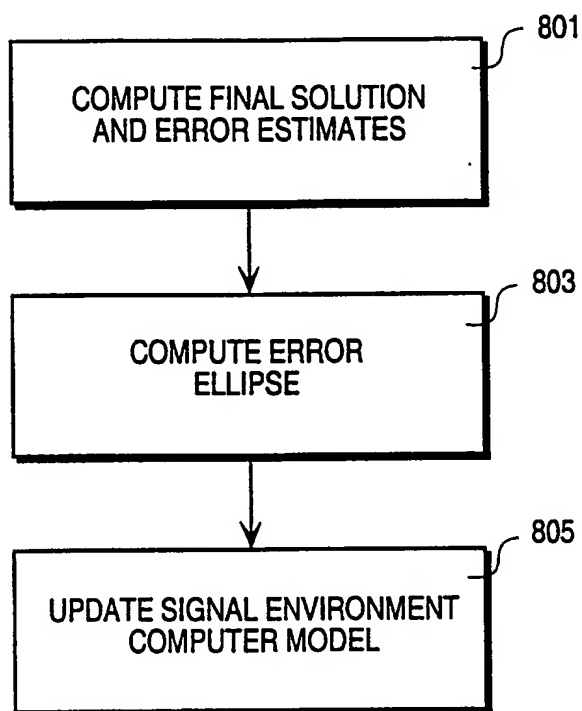 801
COMPUTE FINAL SOLUTION
AND ERROR ESTIMATES
803
COMPUTE ERROR
ELLIPSE
805
UPDATE SIGNAL ENVIRONMENT
COMPUTER MODEL